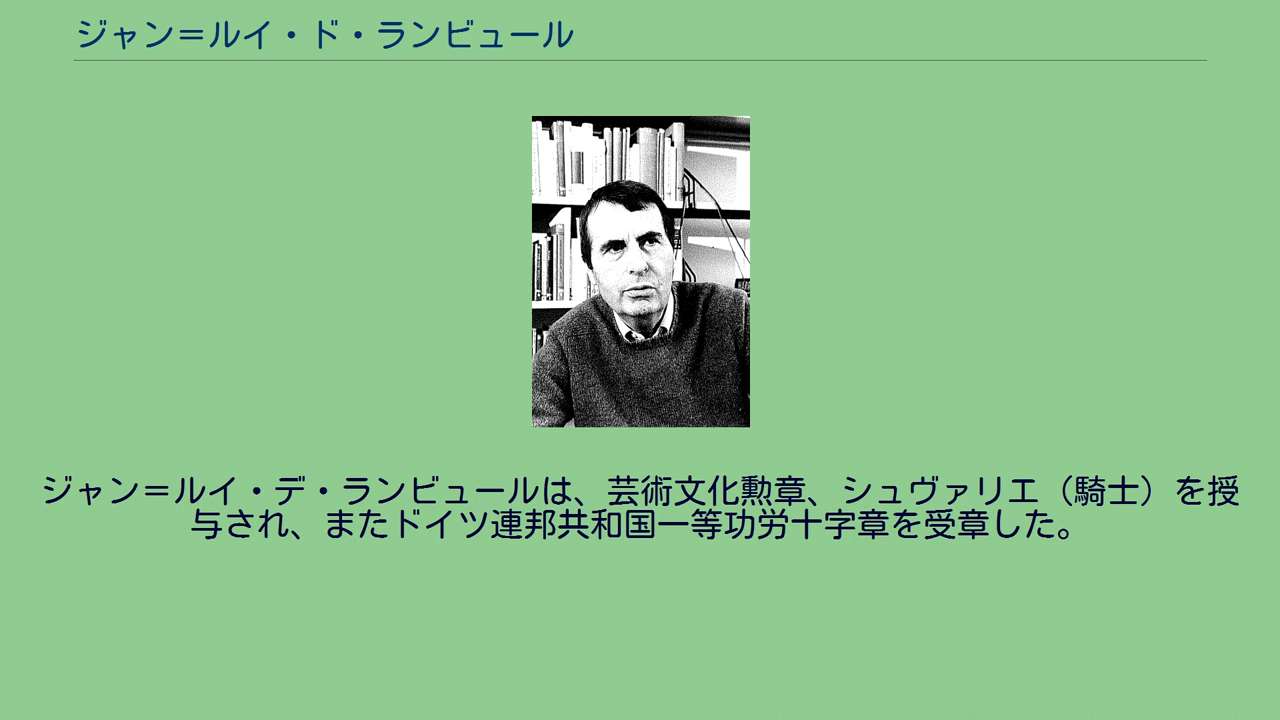 ジャン＝ルイ・ド・ランビュール
ジャン＝ルイ・デ・ランビュールは、芸術文化勲章、シュヴァリエ（騎士）を授
与され、またドイツ連邦共和国一等功労十字章を受章した。